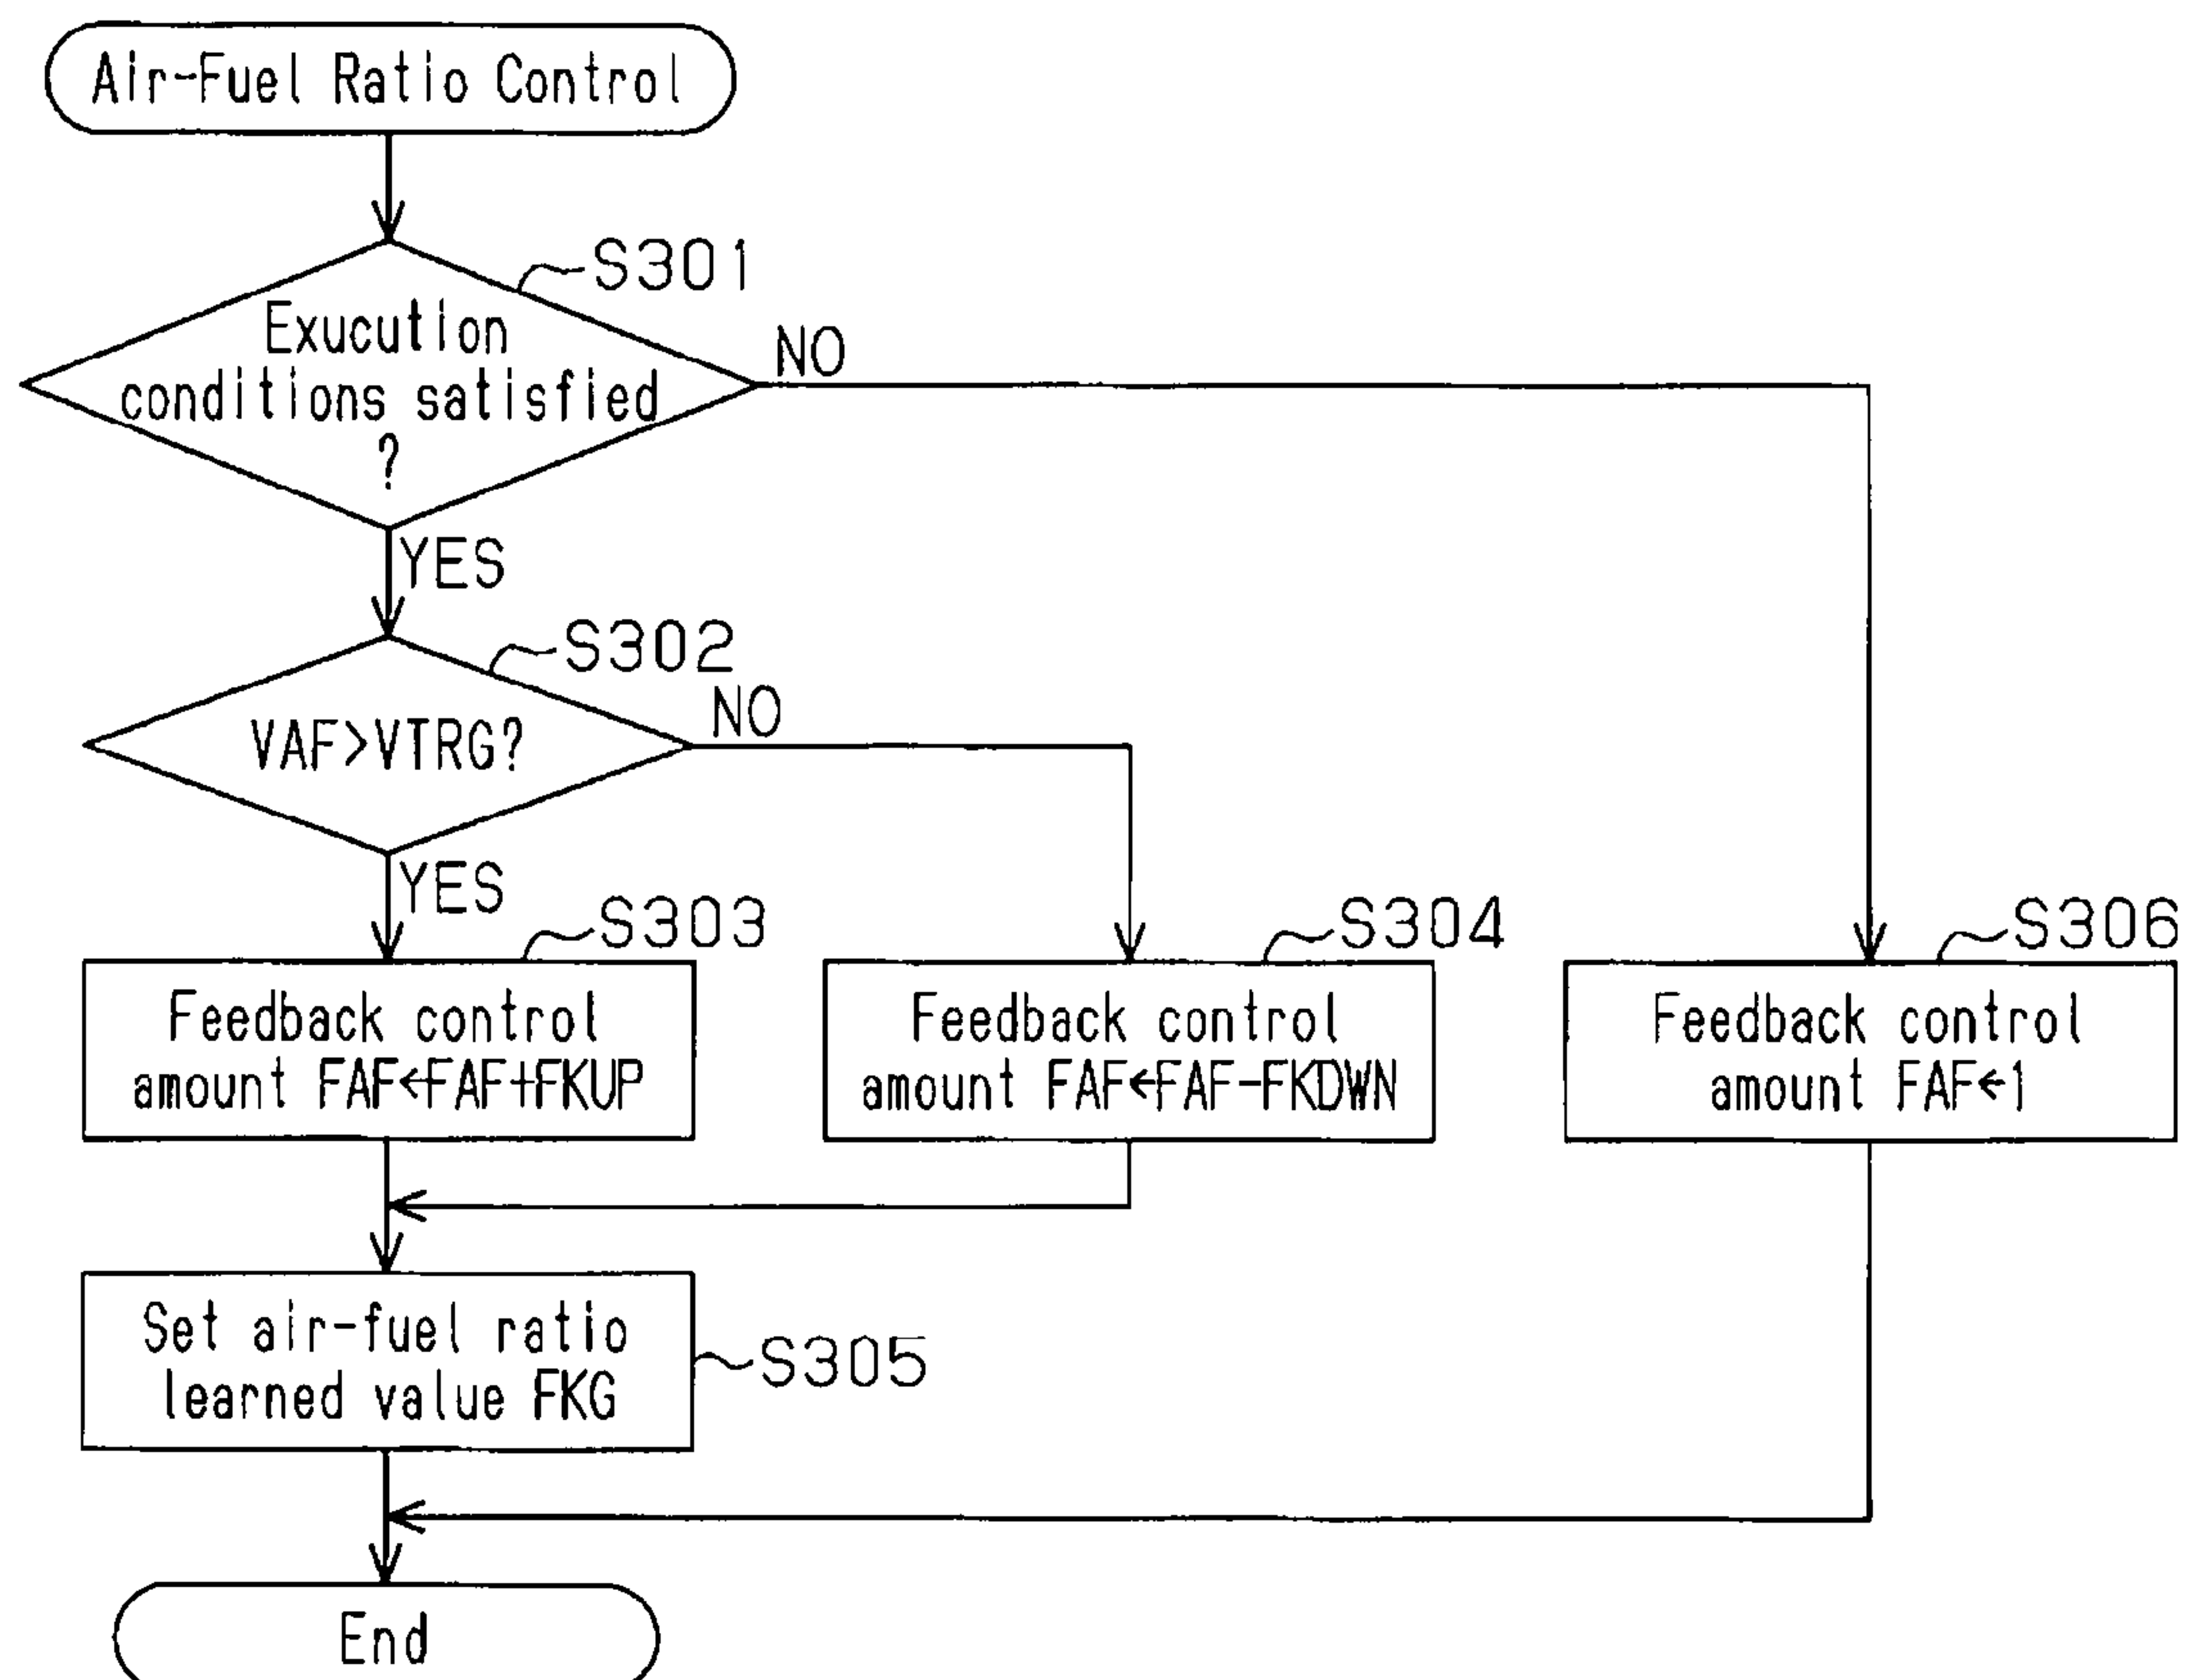 Air-Fuel Ratio Control
S301
Exucution
conditions satisfied
?
NO
YES
S302
VAF>VTRG?
NO
YES
S303
Feedback control
amount FAF←FAF+FKUP
S304
Feedback control
amount FAF←FAF-FKDWN
S306
Feedback control
amount FAF←1
Set air-fuel ratio
learned value FKG
S305
End